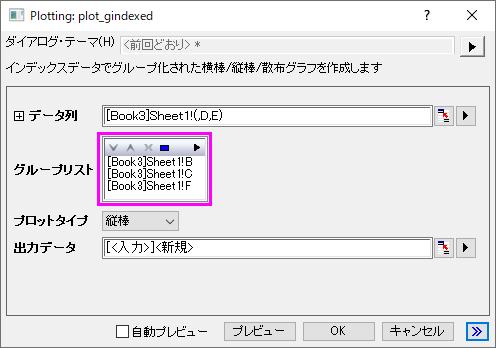 Plotting: plot_gindexed
ダイアログ・テーマ(H) <前回どおり> *
インデックスデータでグループ化された横棒/縦棒/散布グラフを作成します
データ列 [Book3]Sheet1!(,D,E)
グループリスト
[Book3]Sheet1!B
[Book3]Sheet1!C
[Book3]Sheet1!F
プロットタイプ 縦棒
出力データ [<入力>]<新規>
自動プレビュー プレビュー OK キャンセル